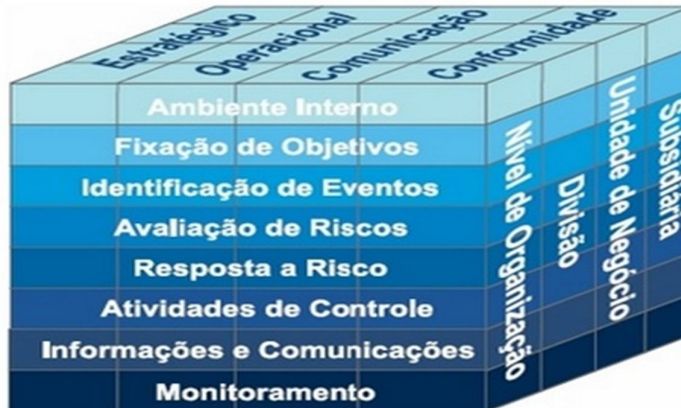 Estratégico
Operacional
Comunicação
Conformidade
Ambiente Interno
Fixação de Objetivos
Identificação de Eventos
Avaliação de Riscos
Resposta a Risco
Atividades de Controle
Informações e Comunicações
Monitoramento
Nível de Organização
Divisão
Unidade de Negócio
Subsidiária